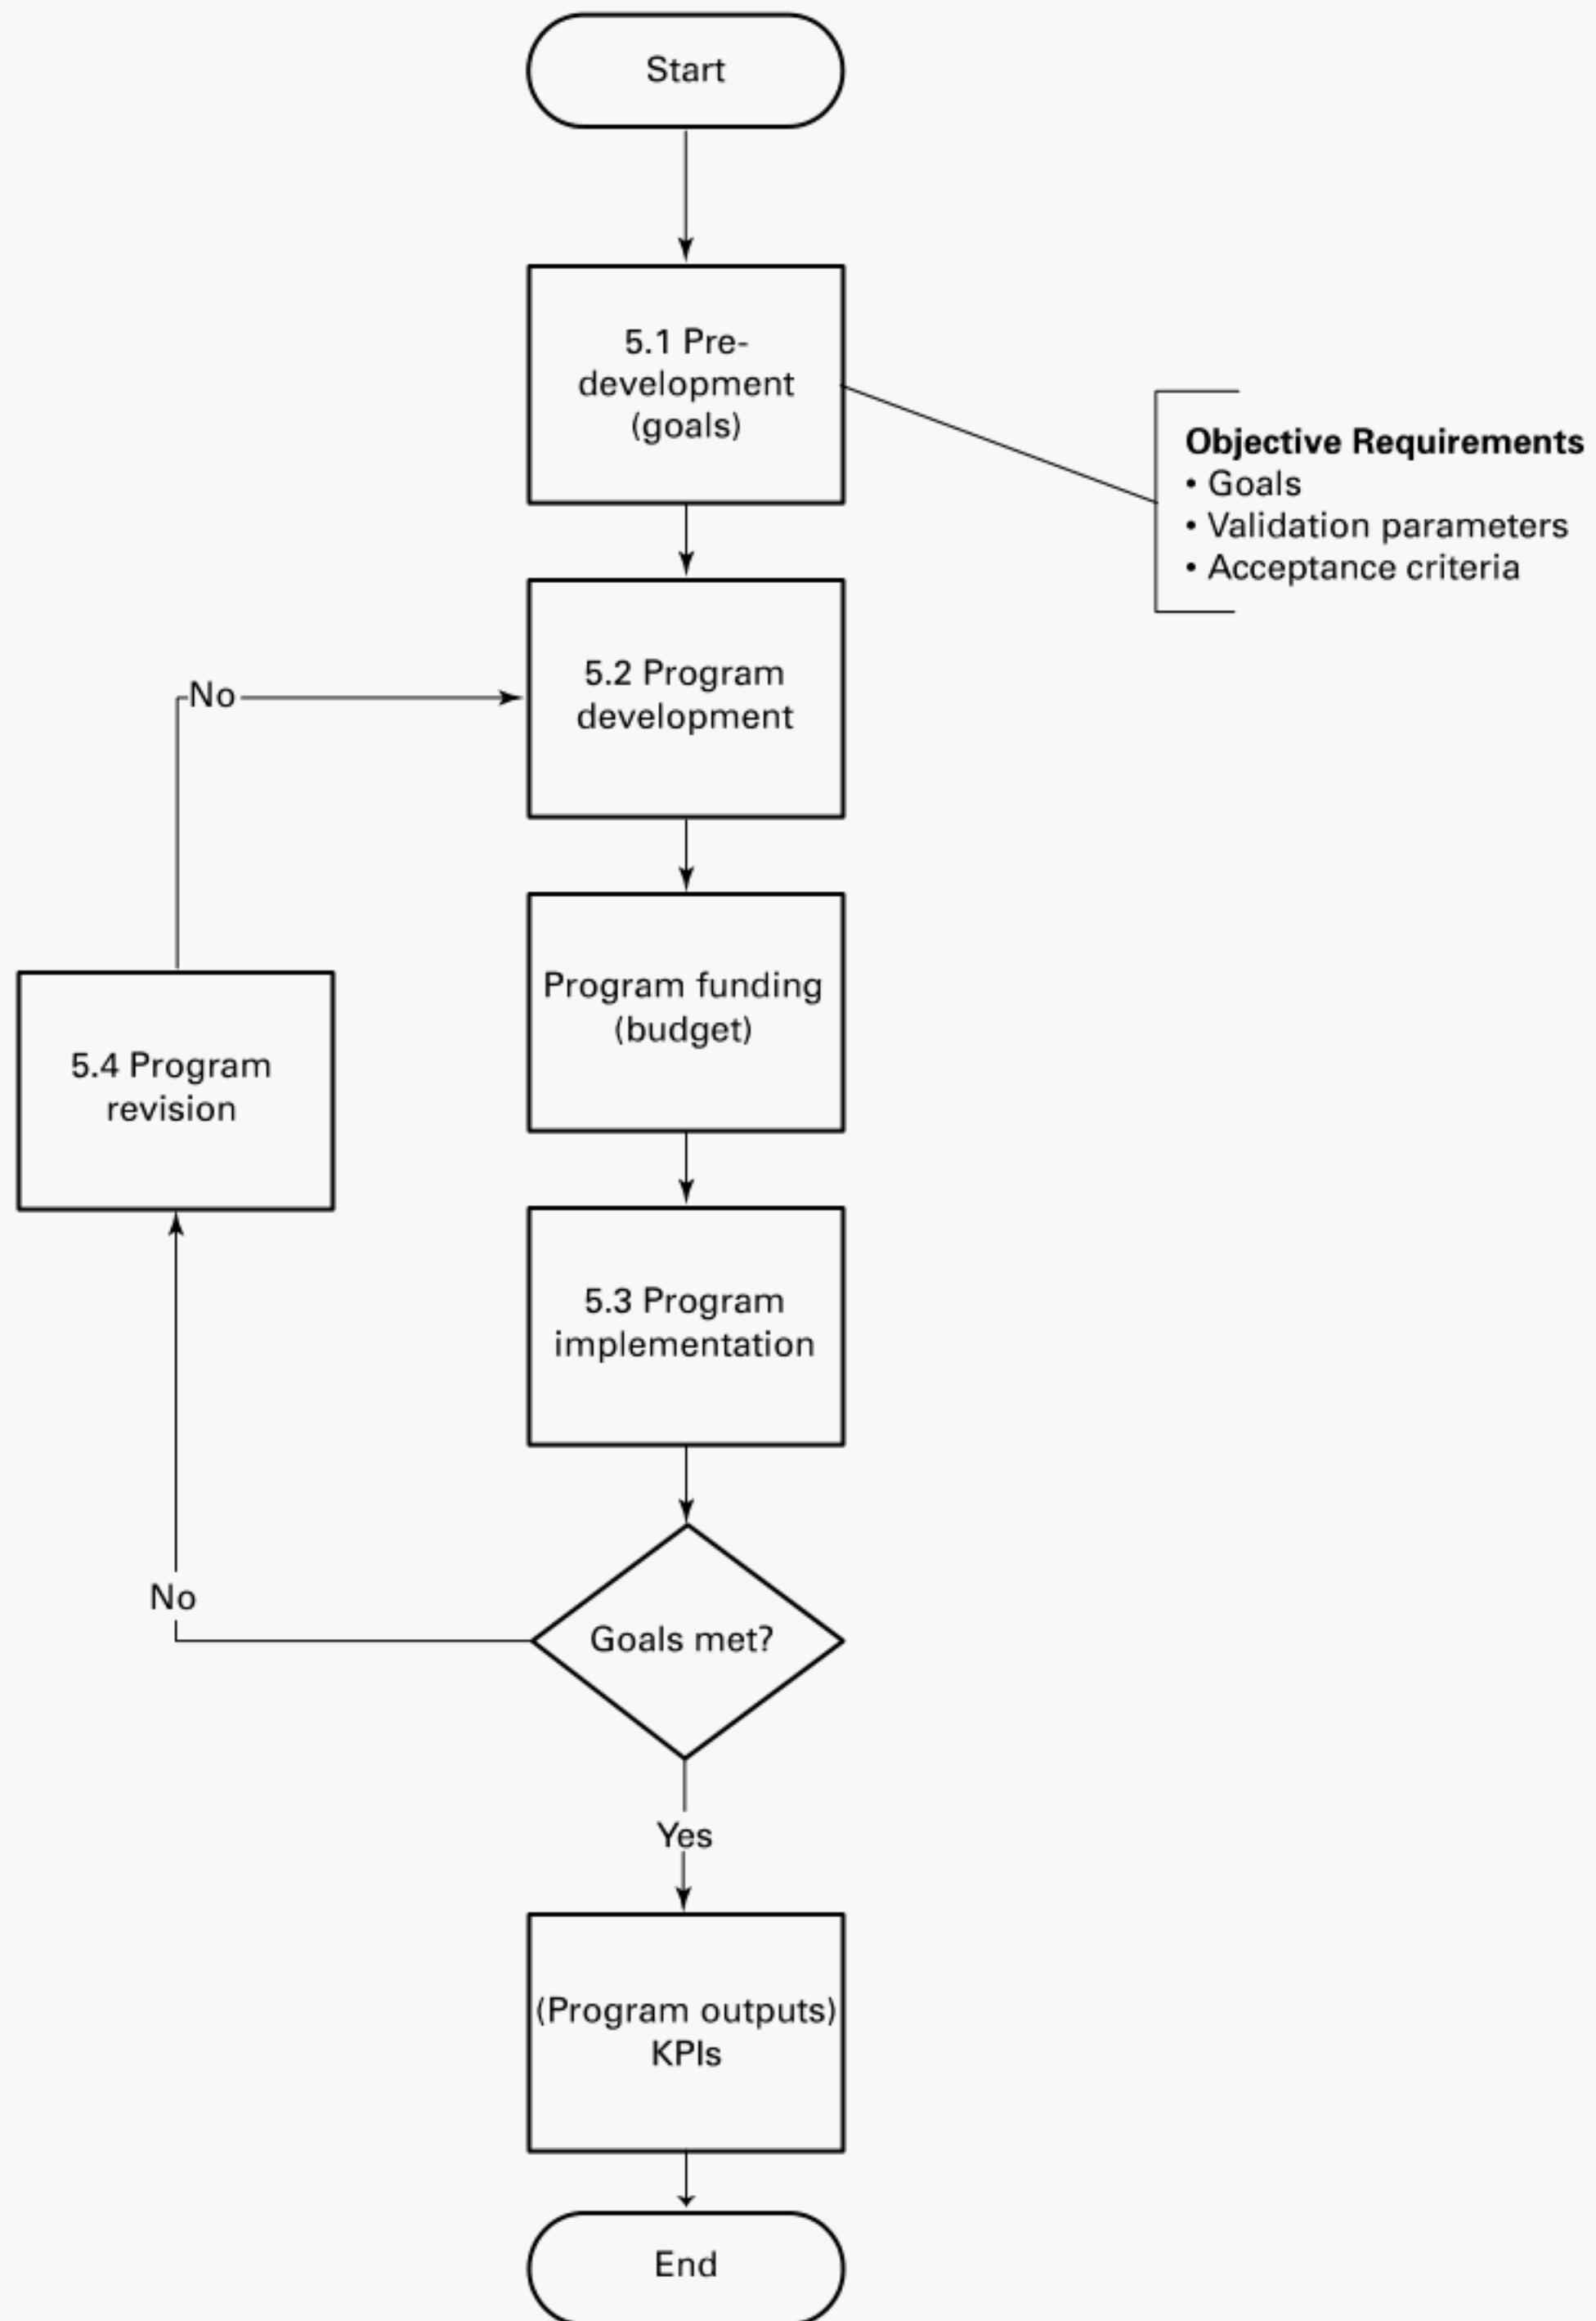 Start
5.1 Pre-
development
(goals)
Objective Requirements
• Goals
• Validation parameters
• Acceptance criteria
No
5.2 Program
development
Program funding
(budget)
5.4 Program
revision
5.3 Program
implementation
No
Goals met?
Yes
(Program outputs)
KPIs
End